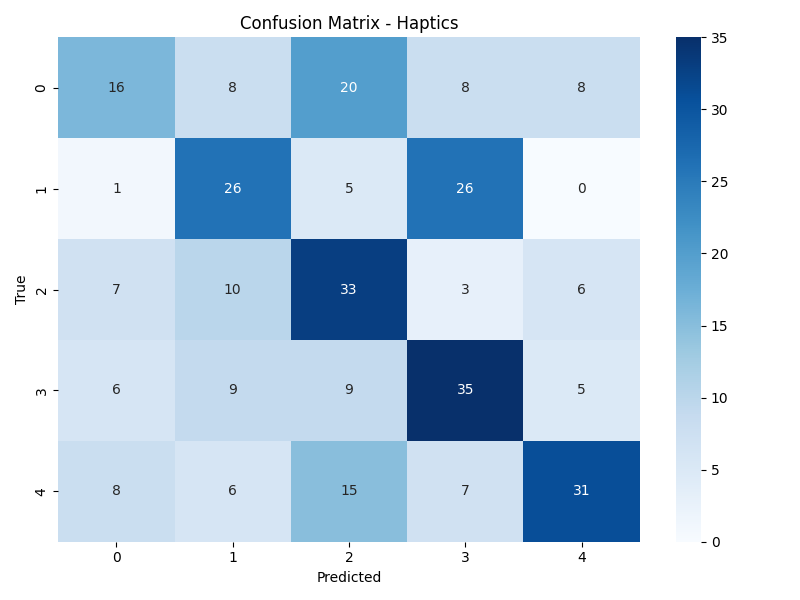 Confusion Matrix - Haptics
35
0 16 8 20 8 8
30
1 1 26 5 26 0
25
20
True
2 7 10 33 3 6
15
3 6 9 9 35 5
10
5
4 8 6 15 7 31
0
0 1 2 3 4
Predicted